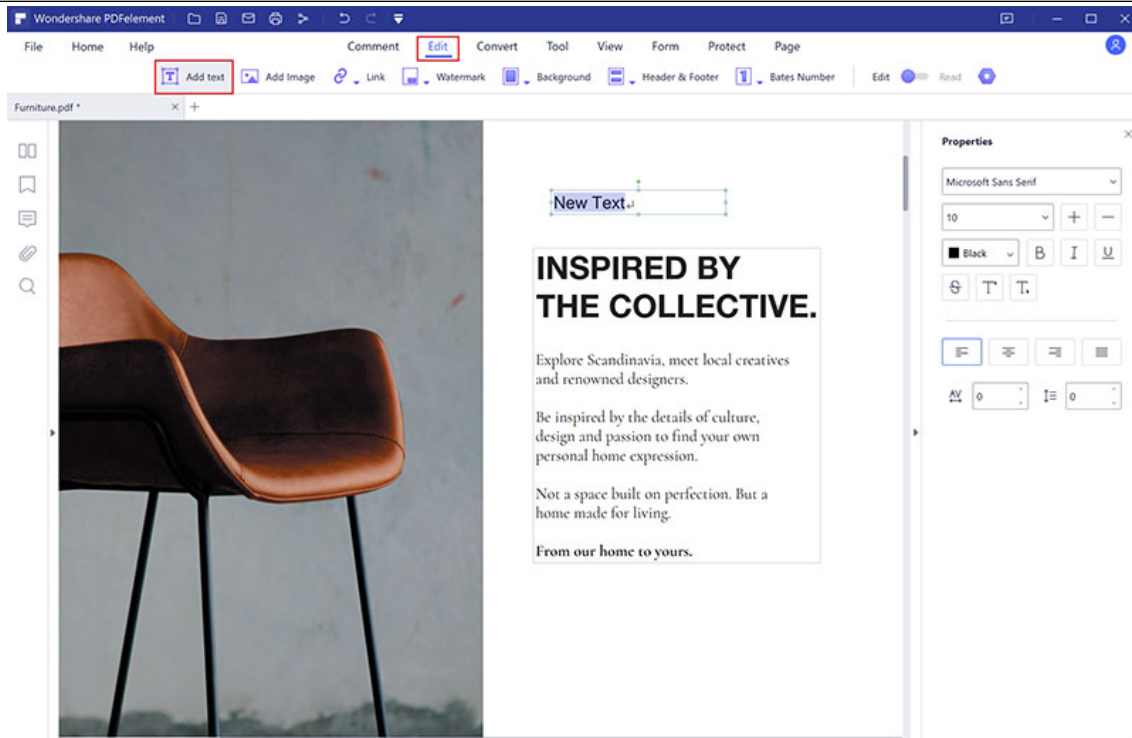 Wondershare PDFelement
File Home Help Comment Edit Convert Tool View Form Protect Page
Add text Add Image Link Watermark Background Header & Footer Bates Number Edit Read
Furniture.pdf *
Properties
Microsoft Sans Serif
10
Black B I U
New Text
INSPIRED BY
THE COLLECTIVE.
Explore Scandinavia, meet local creatives
and renowned designers.
Be inspired by the details of culture,
design and passion to find your own
personal home expression.
Not a space built on perfection. But a
home made for living.
From our home to yours.
AV 0 0